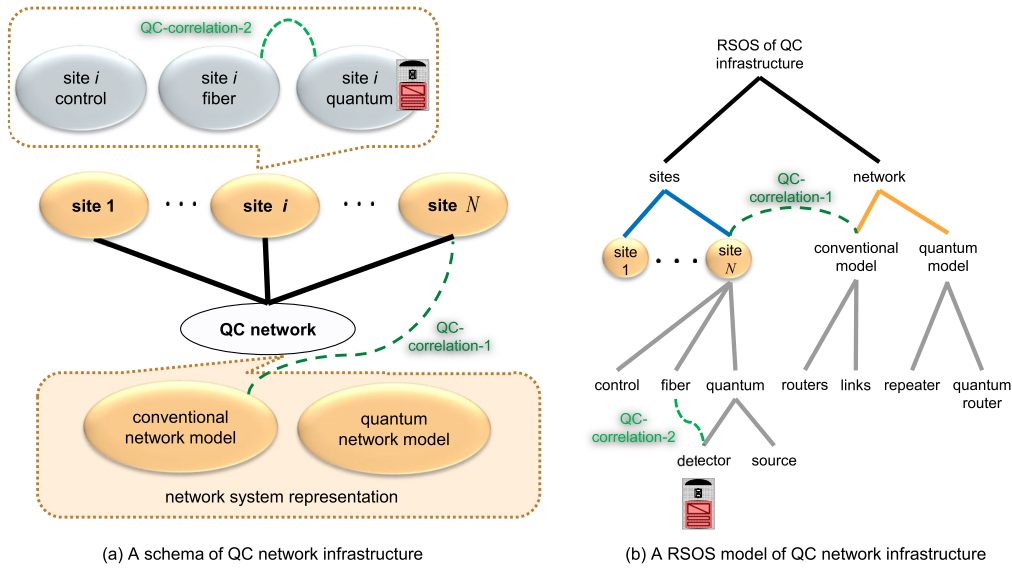 QC-correlation-2
site i
control
site i
fiber
site i
quantum
site 1
. . .
site i
. . .
site N
QC network
QC-
correlation-1
conventional
network model
quantum
network model
network system representation
(a) A schema of QC network infrastructure
RSOS of QC
infrastructure
sites
QC-
correlation-1
network
site
1
. . .
site
N
conventional
model
quantum
model
control
fiber
quantum
routers
links
repeater
quantum
router
QC-
correlation-2
detector
source
(b) A RSOS model of QC network infrastructure